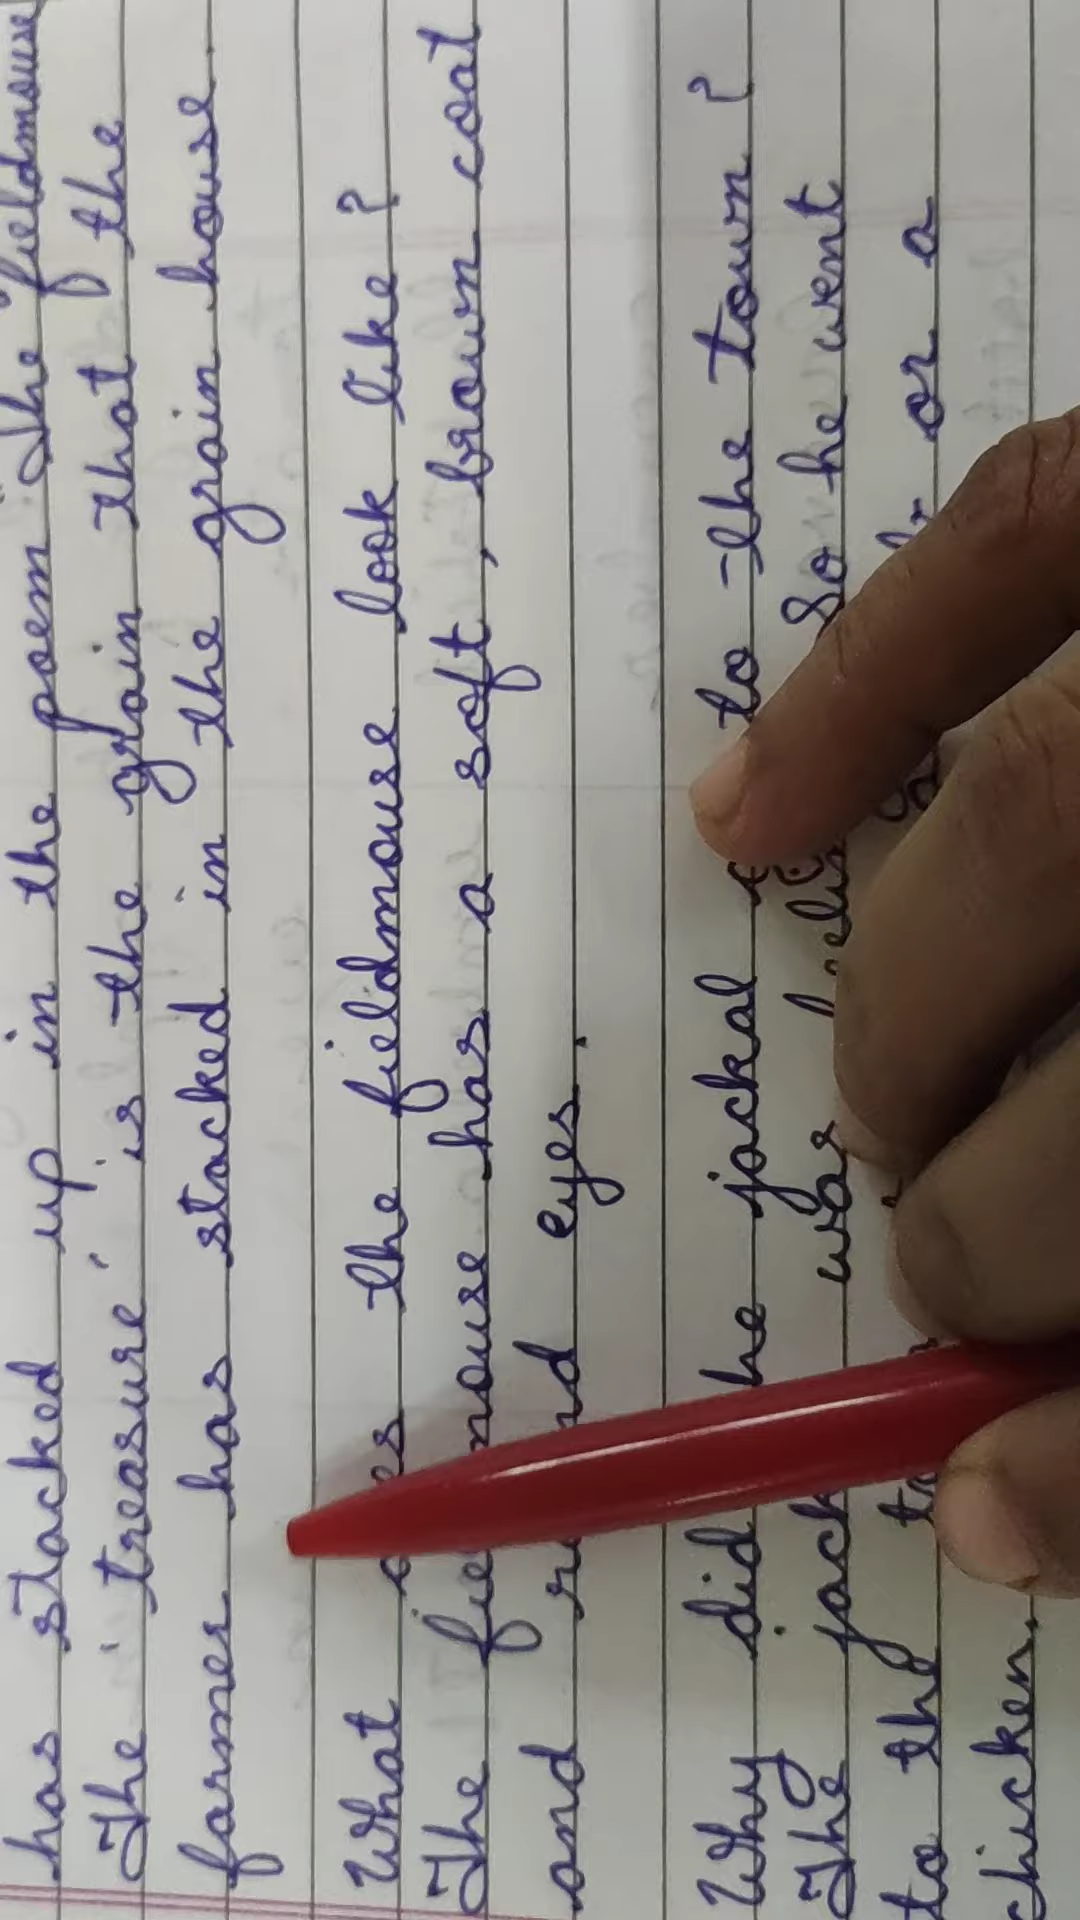 has stacked up in the poem. The fieldmouse
The 'treasure' is the grain that the
farmer has stacked in the grain house.
What the fieldmouse look like?
The has a soft, brown coat
and eyes.
Why did jackal to the town?
The was So he went
to the or a
chicken.